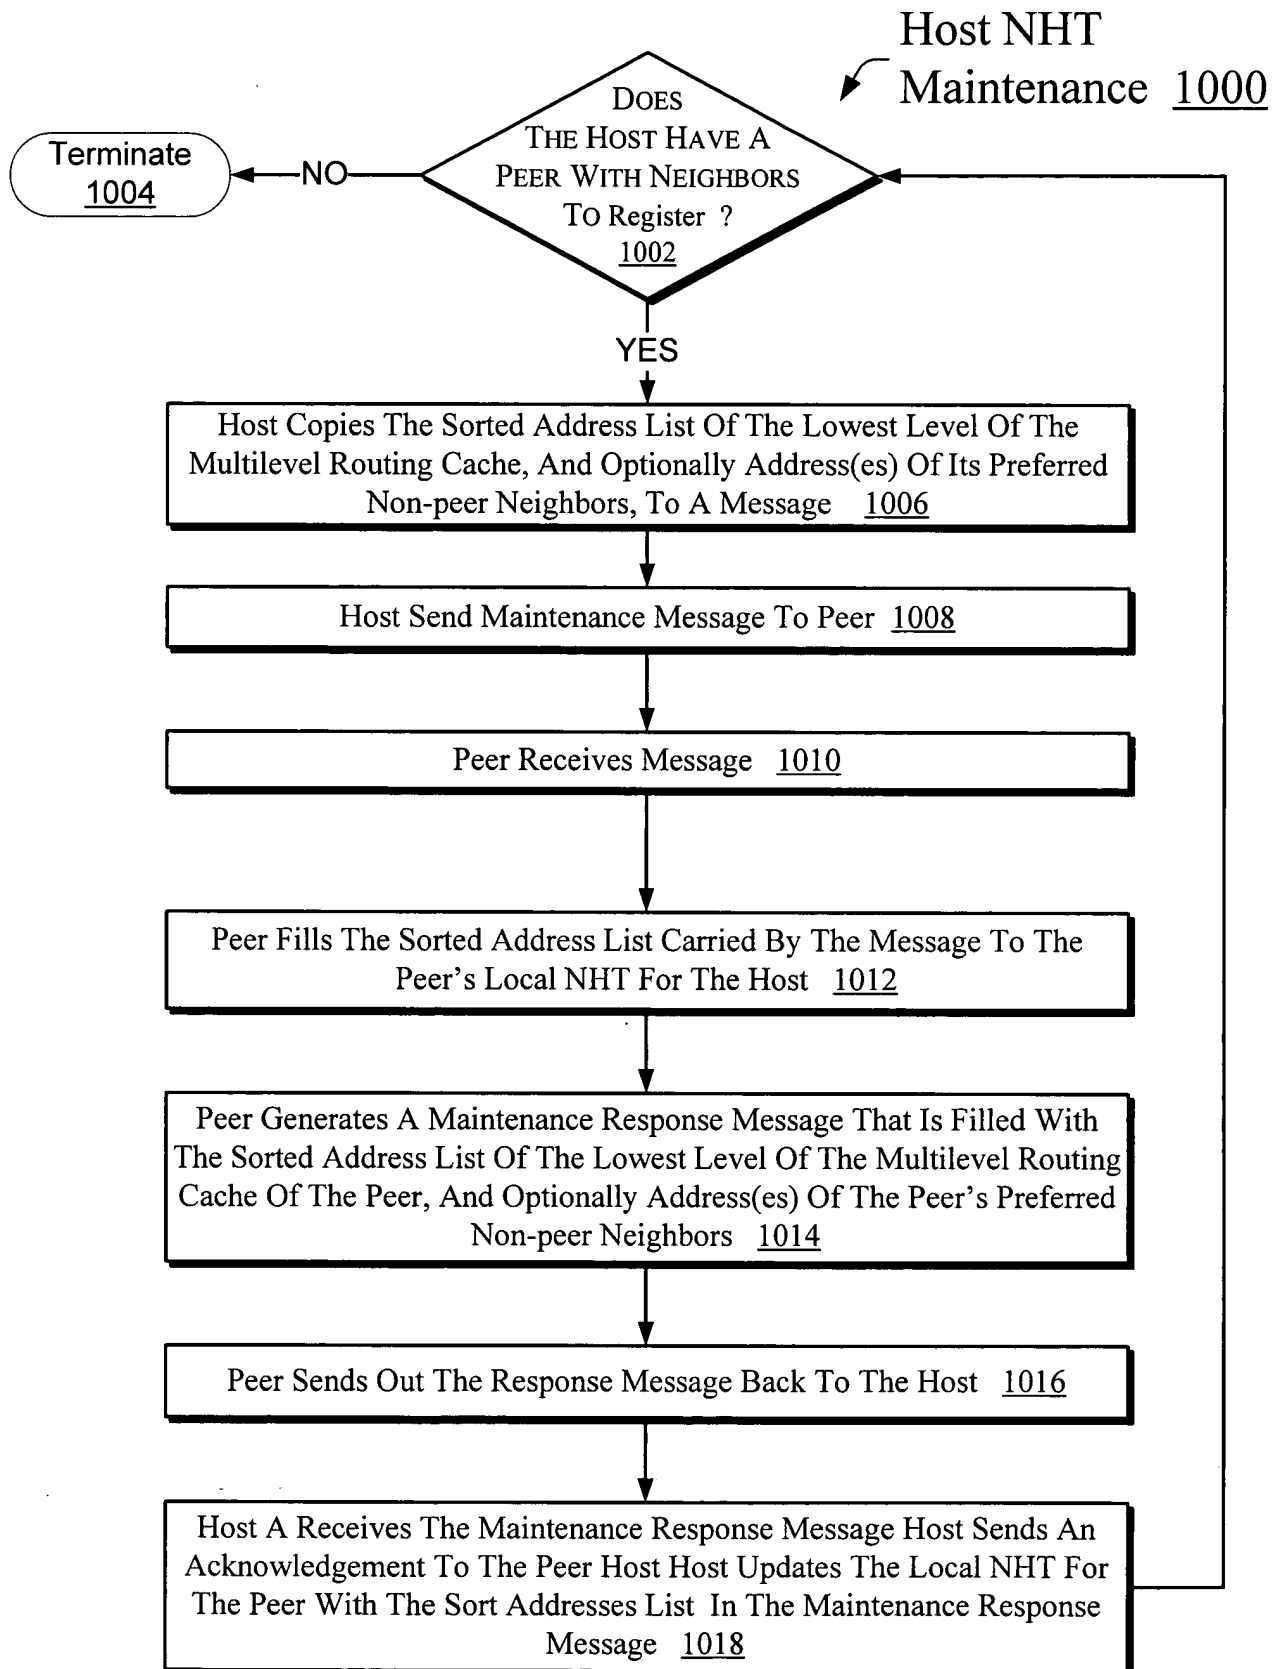 Host NHT
Maintenance 1000
DOES
THE HOST HAVE A
PEER WITH NEIGHBORS
TO Register ?
1002
Terminate
1004
NO
YES
Host Copies The Sorted Address List Of The Lowest Level Of The
Multilevel Routing Cache, And Optionally Address(es) Of Its Preferred
Non-peer Neighbors, To A Message 1006
Host Send Maintenance Message To Peer 1008
Peer Receives Message 1010
Peer Fills The Sorted Address List Carried By The Message To The
Peer's Local NHT For The Host 1012
Peer Generates A Maintenance Response Message That Is Filled With
The Sorted Address List Of The Lowest Level Of The Multilevel Routing
Cache Of The Peer, And Optionally Address(es) Of The Peer's Preferred
Non-peer Neighbors 1014
Peer Sends Out The Response Message Back To The Host 1016
Host A Receives The Maintenance Response Message Host Sends An
Acknowledgement To The Peer Host Host Updates The Local NHT For
The Peer With The Sort Addresses List In The Maintenance Response
Message 1018